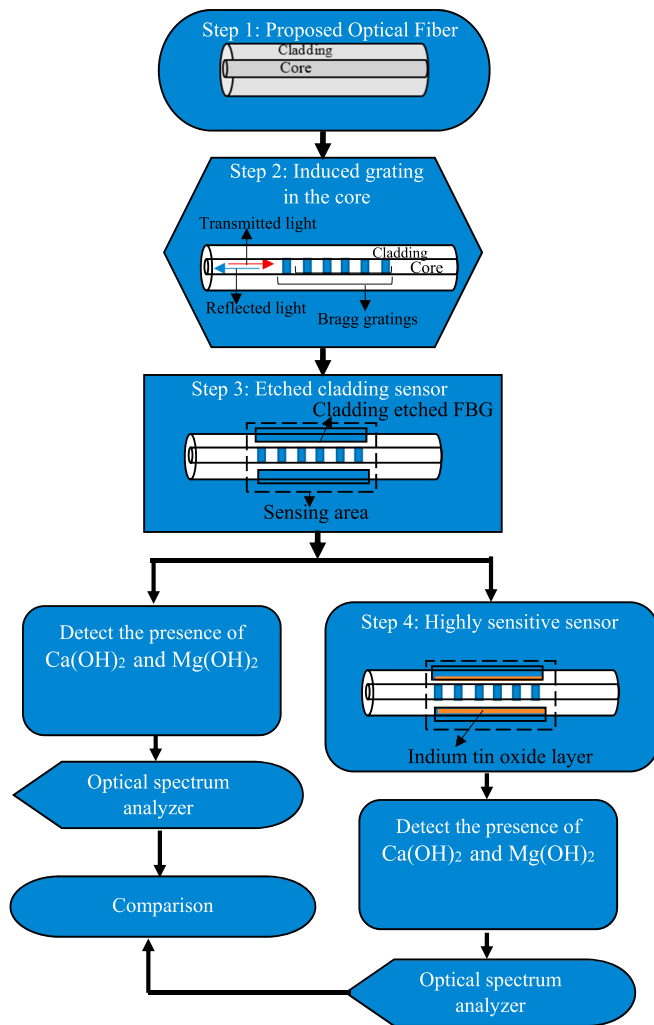 Step 1: Proposed Optical Fiber
Cladding
Core
Step 2: Induced grating
in the core
Transmitted light
Cladding
Core
Reflected light
Bragg gratings
Step 3: Etched cladding sensor
Cladding etched FBG
Sensing area
Detect the presence of
Ca(OH)₂ and Mg(OH)₂
Optical spectrum
analyzer
Comparison
Step 4: Highly sensitive sensor
Indium tin oxide layer
Detect the presence of
Ca(OH)₂ and Mg(OH)₂
Optical spectrum
analyzer